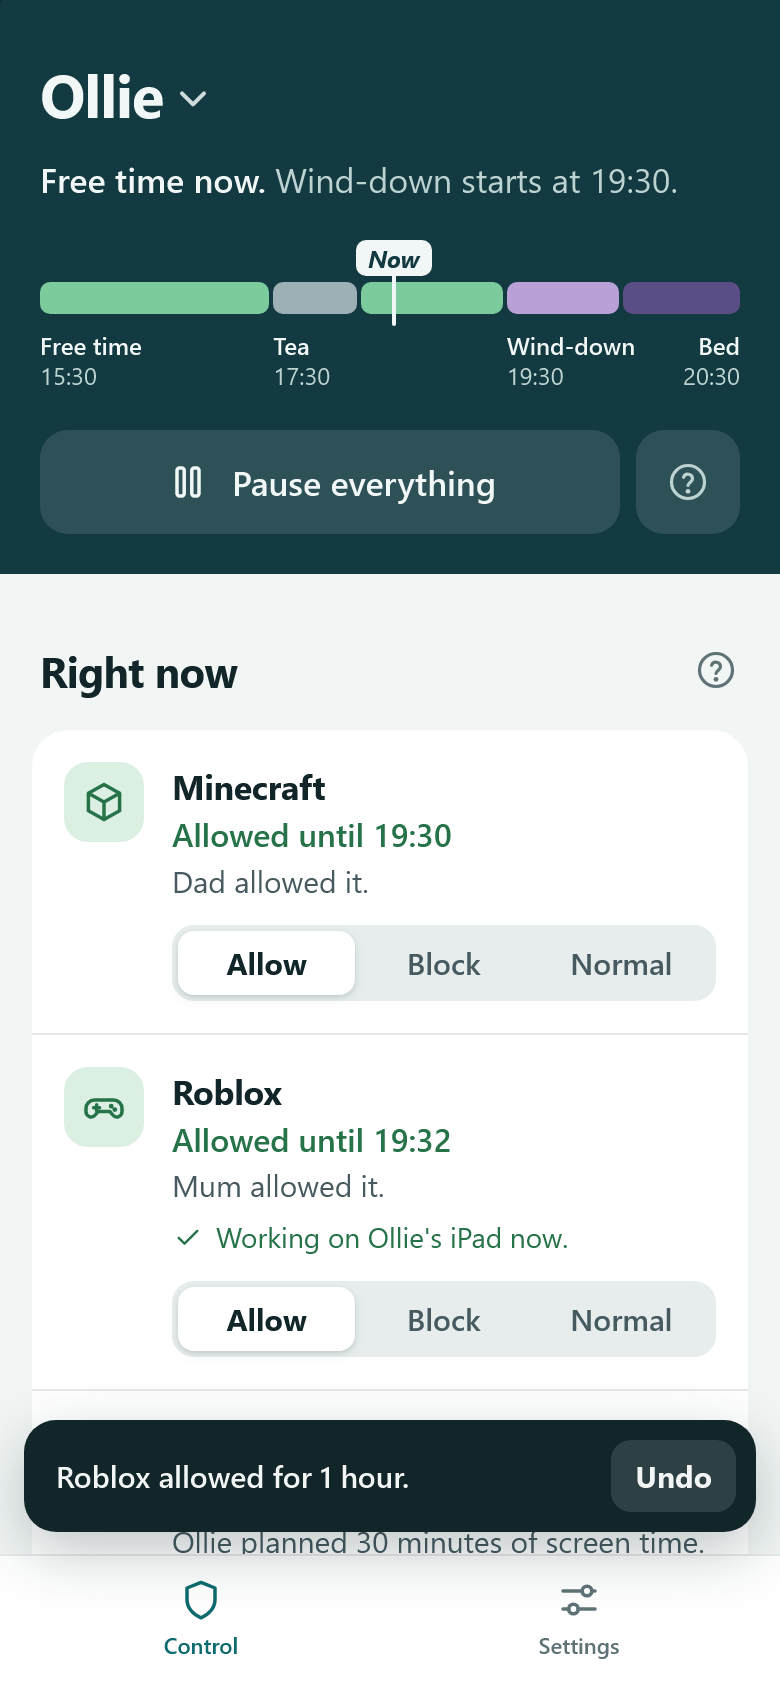 Ollie
Free time now. Wind-down starts at 19:30.
Now
Free time
15:30
Tea
17:30
Wind-down
19:30
Bed
20:30
Pause everything
Right now
Minecraft
Allowed until 19:30
Dad allowed it.
Allow Block Normal
Roblox
Allowed until 19:32
Mum allowed it.
Working on Ollie's iPad now.
Allow Block Normal
Roblox allowed for 1 hour.
Undo
Ollie planned 30 minutes of screen time.
Control
Settings